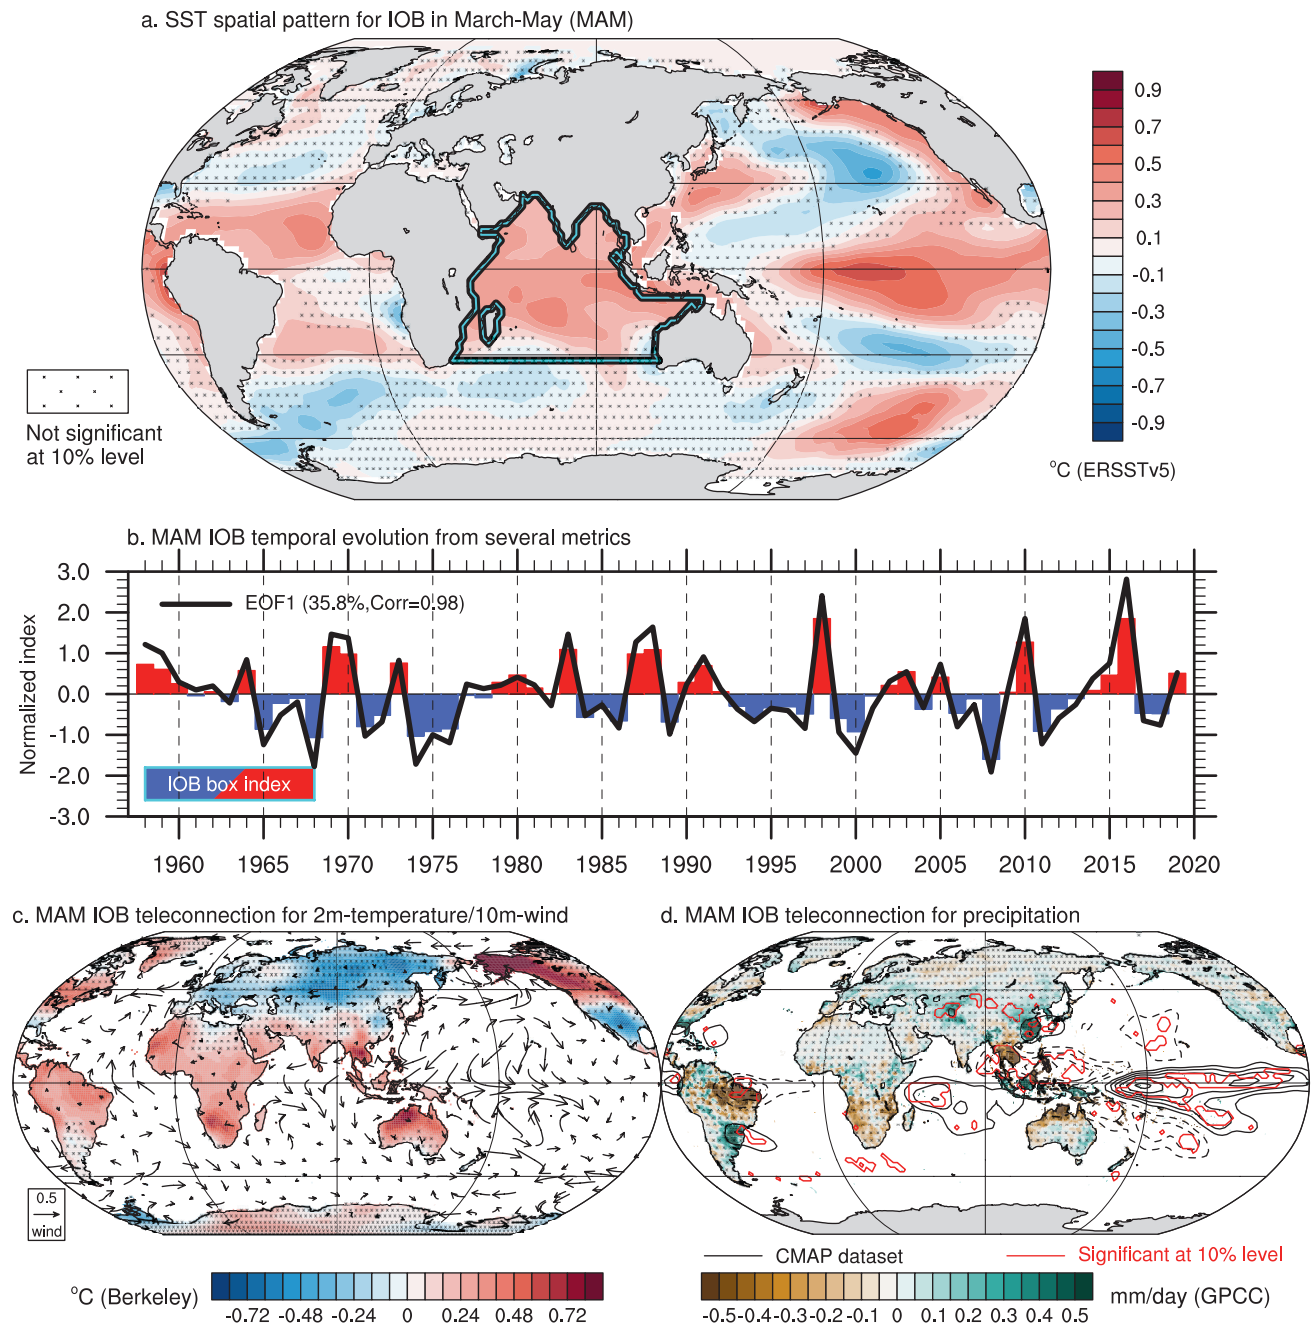 a. SST spatial pattern for IOB in March-May (MAM)
0.9
0.7
0.5
0.3
0.1
-0.1
-0.3
-0.5
-0.7
-0.9
°C (ERSSTv5)
Not significant
at 10% level
b. MAM IOB temporal evolution from several metrics
Normalized index
3.0
2.0
1.0
0.0
-1.0
-2.0
-3.0
EOF1 (35.8%,Corr=0.98)
IOB box index
1960 1965 1970 1975 1980 1985 1990 1995 2000 2005 2010 2015 2020
c. MAM IOB teleconnection for 2m-temperature/10m-wind
0.5
wind
°C (Berkeley)
-0.72 -0.48 -0.24 0 0.24 0.48 0.72
d. MAM IOB teleconnection for precipitation
CMAP dataset
Significant at 10% level
-0.5-0.4-0.3-0.2-0.1 0 0.1 0.2 0.3 0.4 0.5
mm/day (GPCC)